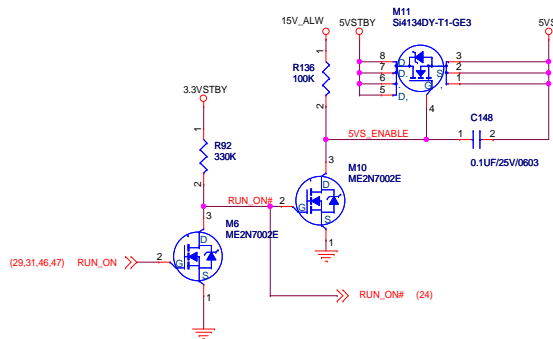 M11
Si4134DY-T1-GE3
15V_ALW
5VSTBY
5VS
1
R136
100K
2
8
7
6
5
D
D
D
D
S
G
3
2
1
4
3.3VSTBY
1
R92
330K
2
5VS_ENABLE
C148
1
2
0.1UF/25V/0603
3
M10
ME2N7002E
RUN_ON#
2
G
D
S
1
3
M6
ME2N7002E
(29,31,46,47)
RUN_ON
2
G
D
S
1
RUN_ON#
(24)